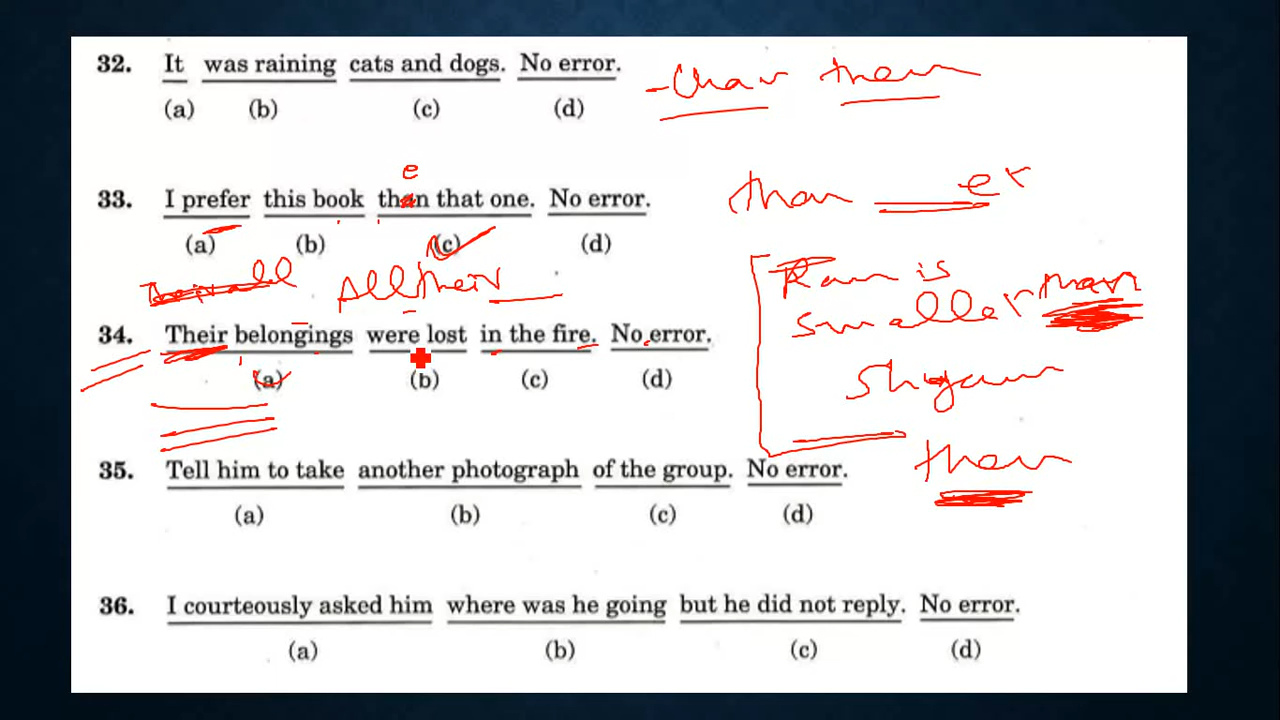 32. It was raining cats and dogs. No error.
(a) (b) (c) (d)
than then
e
33. I prefer this book than that one. No error.
(a) (b) (c) (d)
than er
all All their
Ram is
smaller than
34. Their belongings were lost in the fire. No error.
(a) (b) (c) (d)
Shyam
35. Tell him to take another photograph of the group. No error.
(a) (b) (c) (d)
then
36. I courteously asked him where was he going but he did not reply. No error.
(a) (b) (c) (d)